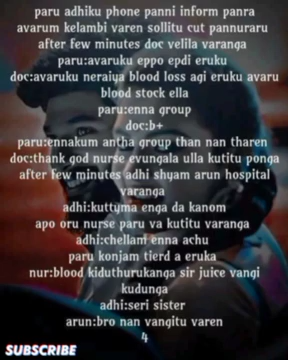 paru adhiku phone panni inform panra
avarum kelambi varen sollitu cut pannuraru
after few minutes doc velila varanga
paru:avaruku eppo epdi eruku
doc:avaruku neraiya blood loss agi eruku avaru
blood stock ella
paru:enna group
doc:b+
paru:ennakum antha group than nan tharen
doc:thank god nurse evungala ulla kutitu ponga
after few minutes adhi shyam arun hospital
varanga
adhi:kuttyma enga da kanom
apo oru nurse paru va kutitu varanga
adhi:chellam enna achu
paru konjam tierd a eruka
nur:blood kiduthurukanga sir juice vangi
kudunga
adhi:seri sister
arun:bro nan vangitu varen
4
SUBSCRIBE